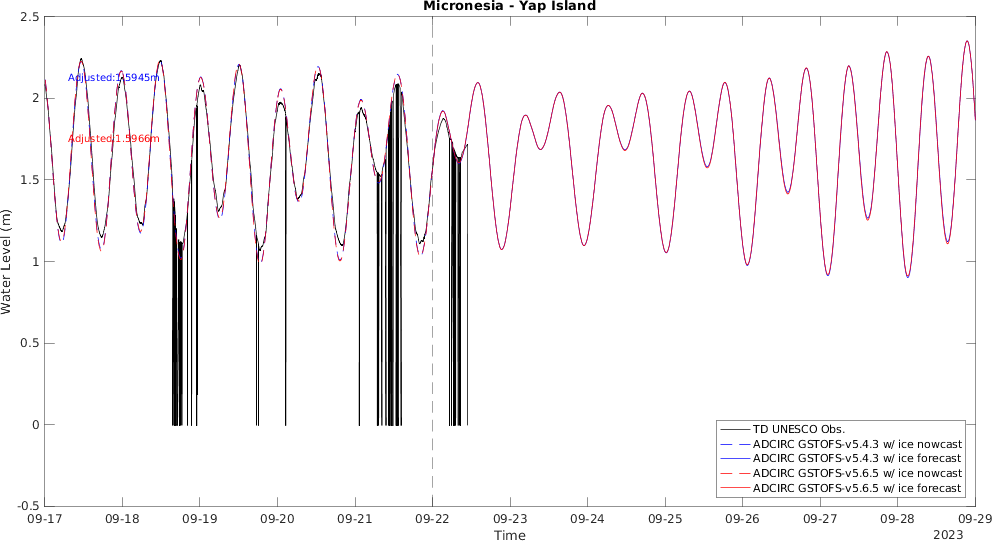 Micronesia - Yap Island
2.5
2
1.5
1
0.5
0
-0.5
Water Level (m)
Adjusted:1.5945m
Adjusted:1.5966m
TD UNESCO Obs.
ADCIRC GSTOFS-v5.4.3 w/ ice nowcast
ADCIRC GSTOFS-v5.4.3 w/ ice forecast
ADCIRC GSTOFS-v5.6.5 w/ ice nowcast
ADCIRC GSTOFS-v5.6.5 w/ ice forecast
09-17 09-18 09-19 09-20 09-21 09-22 09-23 09-24 09-25 09-26 09-27 09-28 09-29
Time
2023